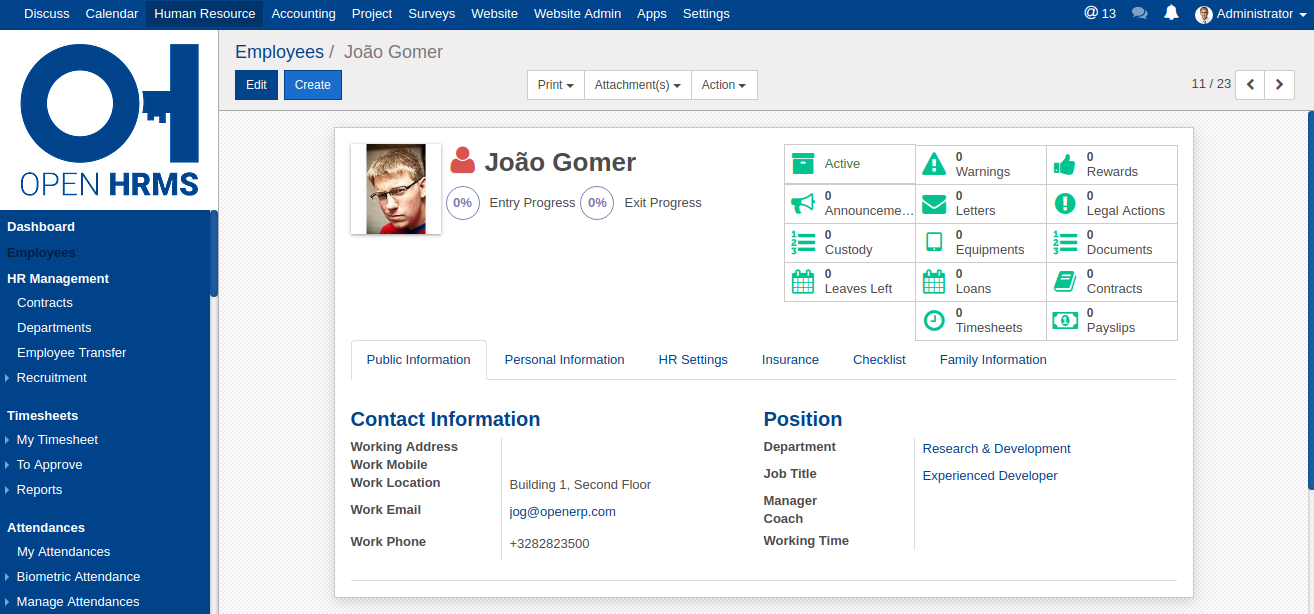 Discuss Calendar Human Resource Accounting Project Surveys Website Website Admin Apps Settings @ 13 Administrator
OPEN HRMS
Employees / João Gomer
Edit Create Print Attachment(s) Action 11 / 23
Dashboard
Employees
HR Management
Contracts
Departments
Employee Transfer
Recruitment
Timesheets
My Timesheet
To Approve
Reports
Attendances
My Attendances
Biometric Attendance
Manage Attendances
João Gomer
0% Entry Progress 0% Exit Progress
Active
0 Warnings
0 Rewards
0 Announceme...
0 Letters
0 Legal Actions
0 Custody
0 Equipments
0 Documents
0 Leaves Left
0 Loans
0 Contracts
0 Timesheets
0 Payslips
Public Information Personal Information HR Settings Insurance Checklist Family Information
Contact Information
Working Address
Work Mobile
Work Location Building 1, Second Floor
Work Email jog@openerp.com
Work Phone +3282823500
Position
Department Research & Development
Job Title Experienced Developer
Manager
Coach
Working Time